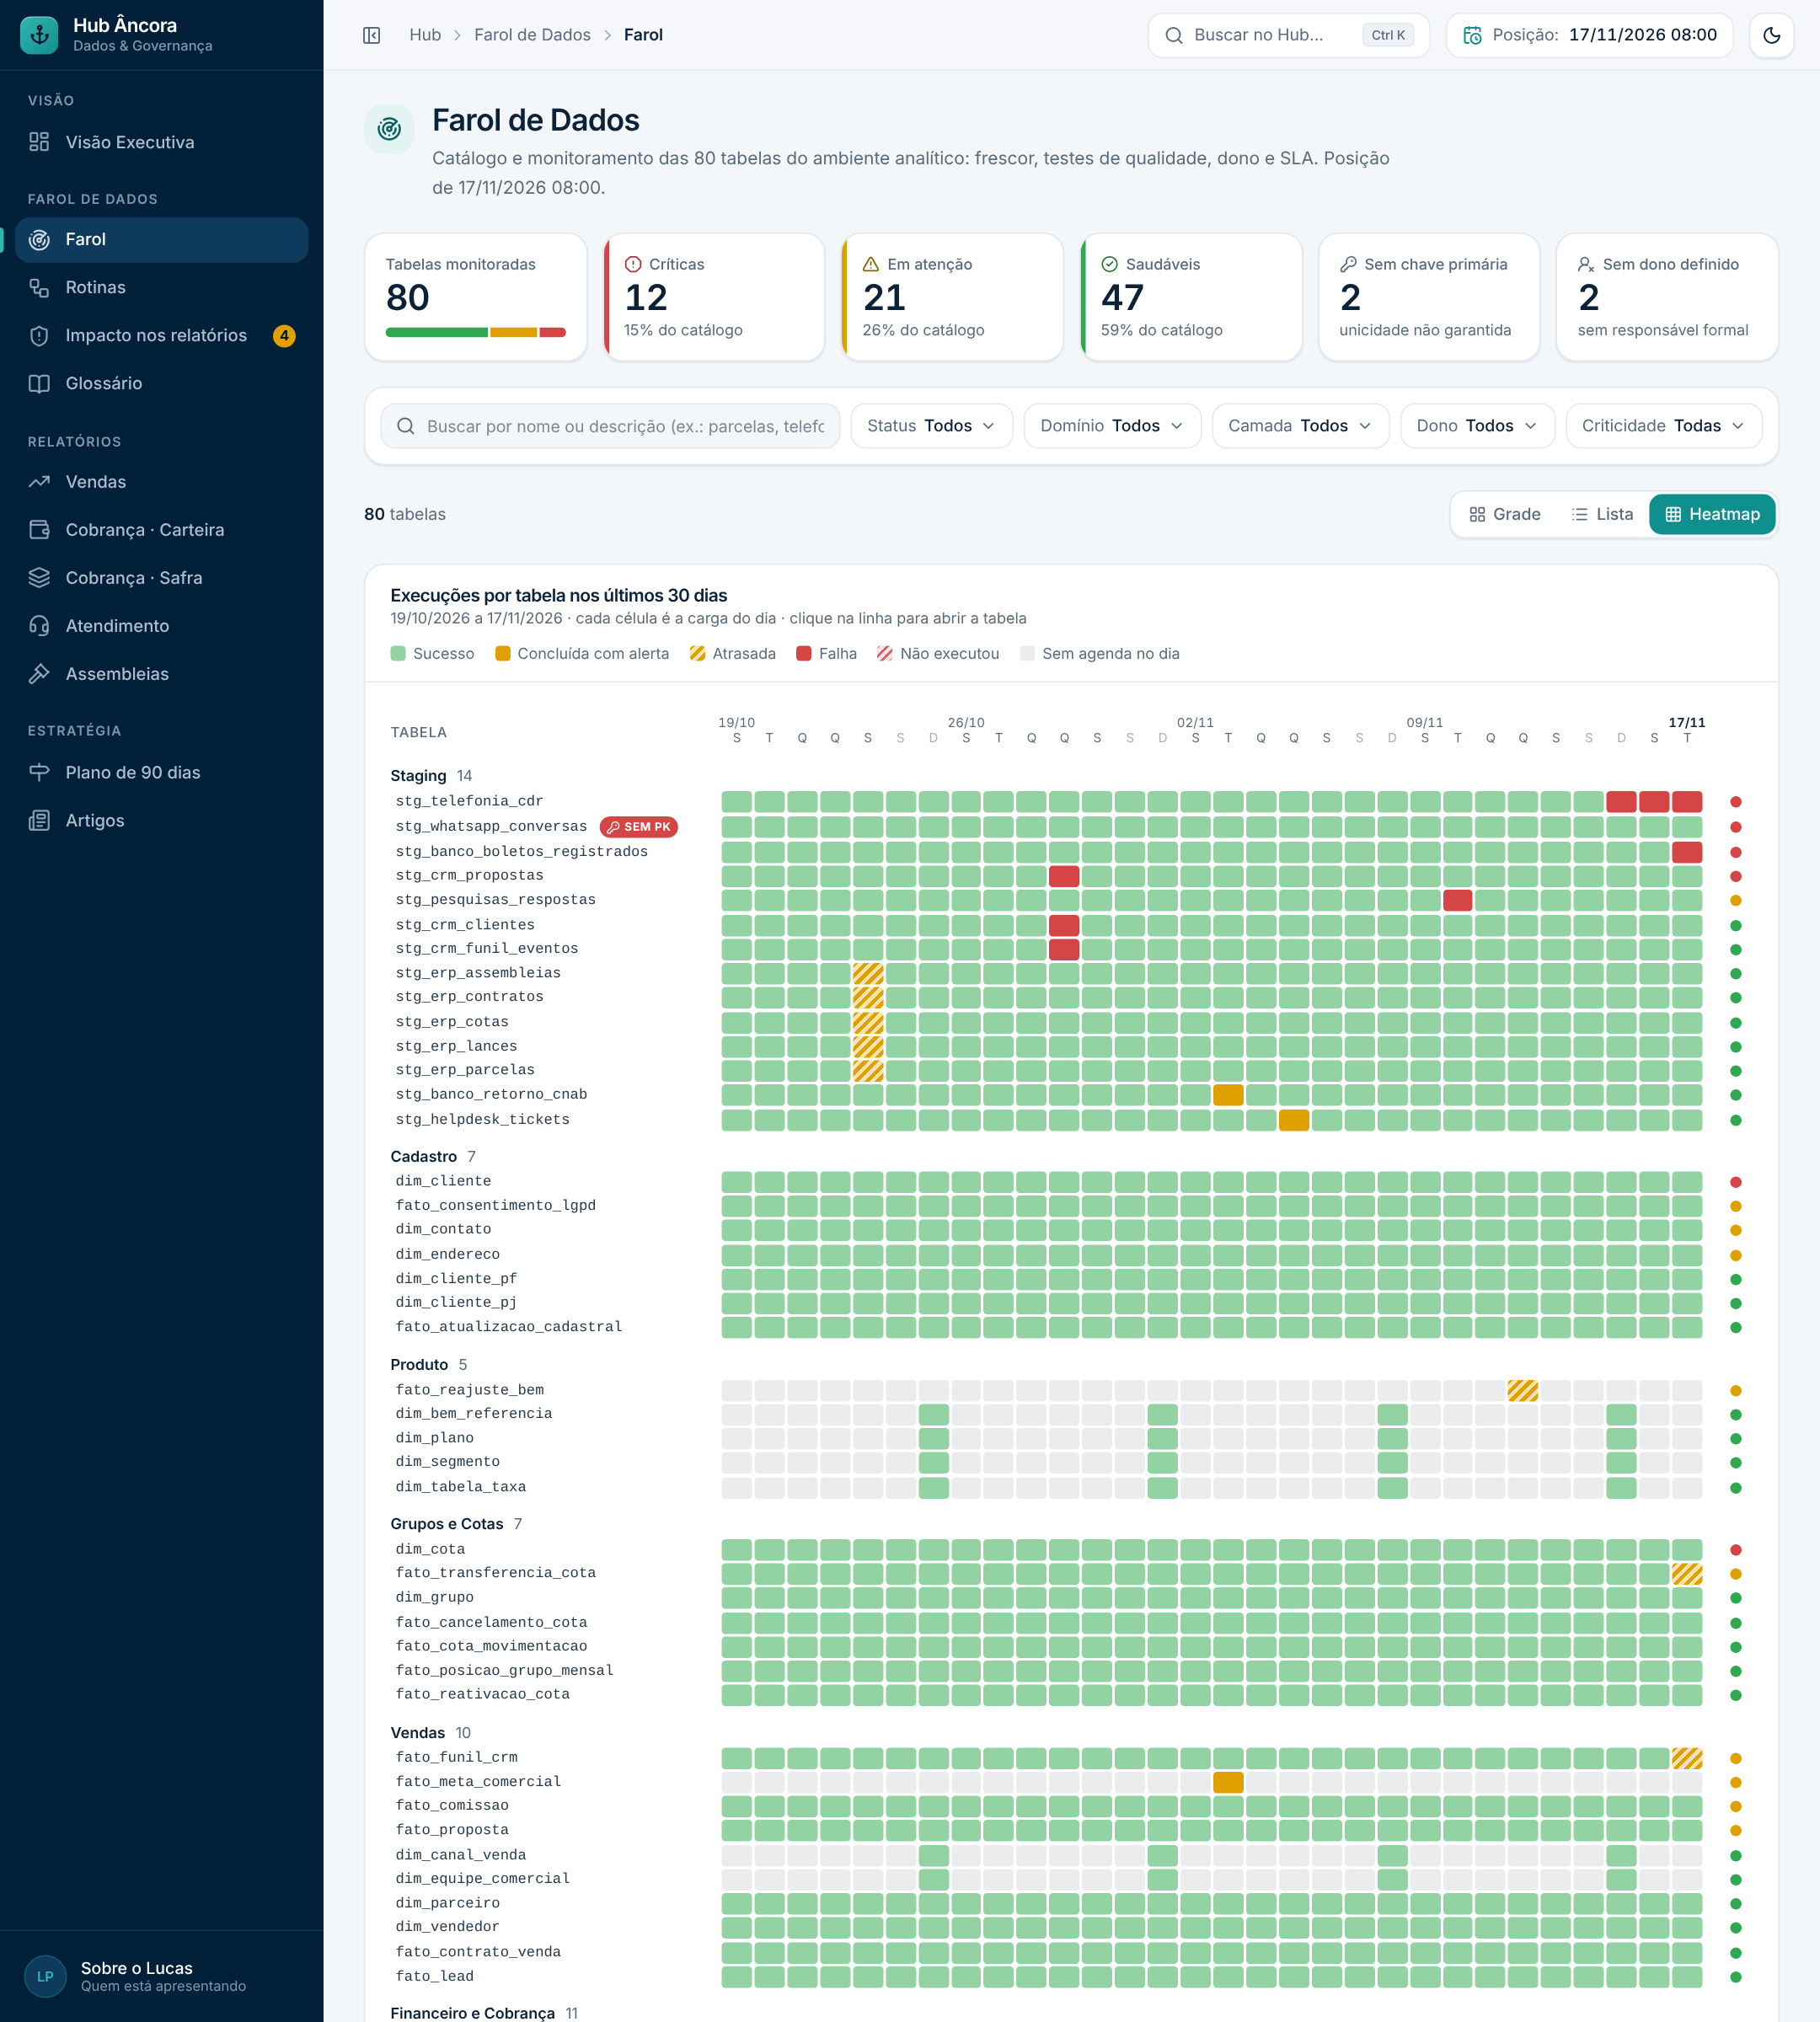 Hub Âncora
Dados & Governança
VISÃO
Visão Executiva
FAROL DE DADOS
Farol
Rotinas
Impacto nos relatórios 4
Glossário
RELATÓRIOS
Vendas
Cobrança · Carteira
Cobrança · Safra
Atendimento
Assembleias
ESTRATÉGIA
Plano de 90 dias
Artigos
LP
Sobre o Lucas
Quem está apresentando
Hub > Farol de Dados > Farol
Buscar no Hub... Ctrl K
Posição: 17/11/2026 08:00
Farol de Dados
Catálogo e monitoramento das 80 tabelas do ambiente analítico: frescor, testes de qualidade, dono e SLA. Posição
de 17/11/2026 08:00.
Tabelas monitoradas
80
Críticas
12
15% do catálogo
Em atenção
21
26% do catálogo
Saudáveis
47
59% do catálogo
Sem chave primária
2
unicidade não garantida
Sem dono definido
2
sem responsável formal
Buscar por nome ou descrição (ex.: parcelas, telefo
Status Todos
Domínio Todos
Camada Todos
Dono Todos
Criticidade Todas
80 tabelas
Grade
Lista
Heatmap
Execuções por tabela nos últimos 30 dias
19/10/2026 a 17/11/2026 · cada célula é a carga do dia · clique na linha para abrir a tabela
Sucesso Concluída com alerta Atrasada Falha Não executou Sem agenda no dia
19/10 26/10 02/11 09/11 17/11
TABELA
S T Q Q S S D S T Q Q S S D S T Q Q S S D S T Q Q S S D S T
Staging 14
stg_telefonia_cdr
stg_whatsapp_conversas SEM PK
stg_banco_boletos_registrados
stg_crm_propostas
stg_pesquisas_respostas
stg_crm_clientes
stg_crm_funil_eventos
stg_erp_assembleias
stg_erp_contratos
stg_erp_cotas
stg_erp_lances
stg_erp_parcelas
stg_banco_retorno_cnab
stg_helpdesk_tickets
Cadastro 7
dim_cliente
fato_consentimento_lgpd
dim_contato
dim_endereco
dim_cliente_pf
dim_cliente_pj
fato_atualizacao_cadastral
Produto 5
fato_reajuste_bem
dim_bem_referencia
dim_plano
dim_segmento
dim_tabela_taxa
Grupos e Cotas 7
dim_cota
fato_transferencia_cota
dim_grupo
fato_cancelamento_cota
fato_cota_movimentacao
fato_posicao_grupo_mensal
fato_reativacao_cota
Vendas 10
fato_funil_crm
fato_meta_comercial
fato_comissao
fato_proposta
dim_canal_venda
dim_equipe_comercial
dim_parceiro
dim_vendedor
fato_contrato_venda
fato_lead
Financeiro e Cobrança 11